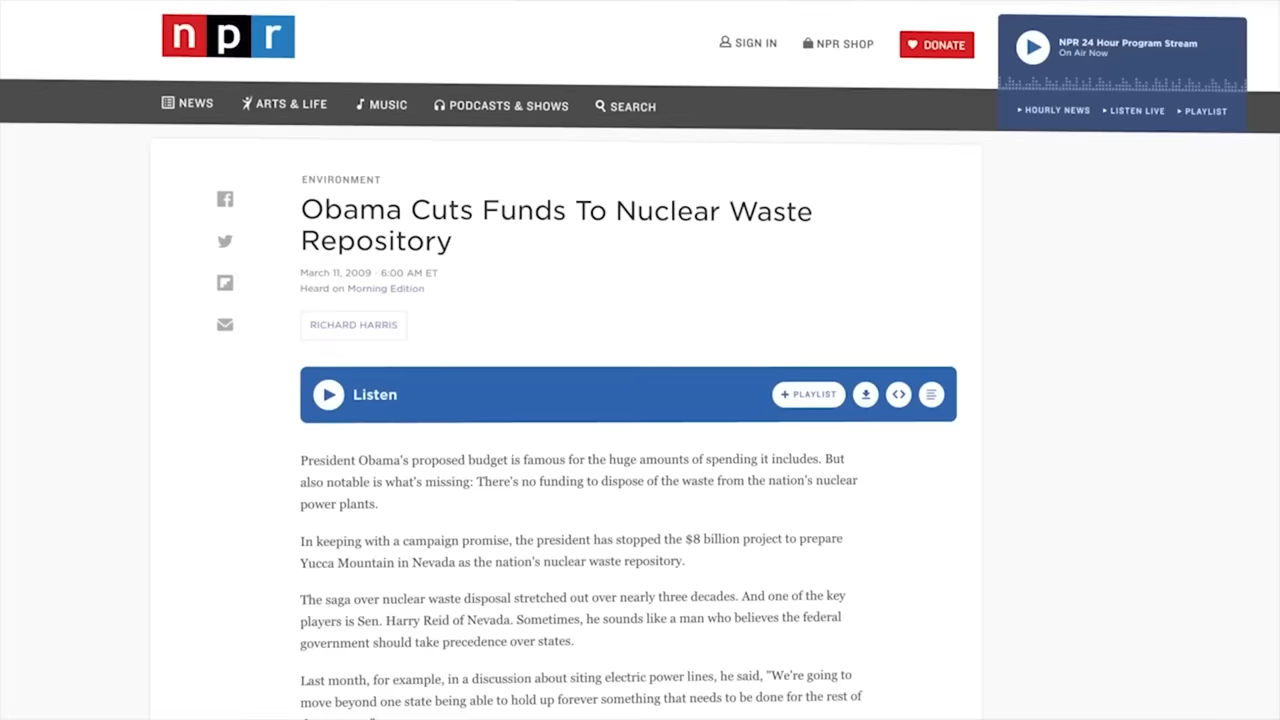 npr
SIGN IN
NPR SHOP
DONATE
NPR 24 Hour Program Stream
On Air Now
HOURLY NEWS
LISTEN LIVE
PLAYLIST
NEWS
ARTS & LIFE
MUSIC
PODCASTS & SHOWS
SEARCH
ENVIRONMENT
Obama Cuts Funds To Nuclear Waste
Repository
March 11, 2009 · 6:00 AM ET
Heard on Morning Edition
RICHARD HARRIS
Listen
+ PLAYLIST
President Obama's proposed budget is famous for the huge amounts of spending it includes. But
also notable is what's missing: There's no funding to dispose of the waste from the nation's nuclear
power plants.
In keeping with a campaign promise, the president has stopped the $8 billion project to prepare
Yucca Mountain in Nevada as the nation's nuclear waste repository.
The saga over nuclear waste disposal stretched out over nearly three decades. And one of the key
players is Sen. Harry Reid of Nevada. Sometimes, he sounds like a man who believes the federal
government should take precedence over states.
Last month, for example, in a discussion about siting electric power lines, he said, "We're going to
move beyond one state being able to hold up forever something that needs to be done for the rest of